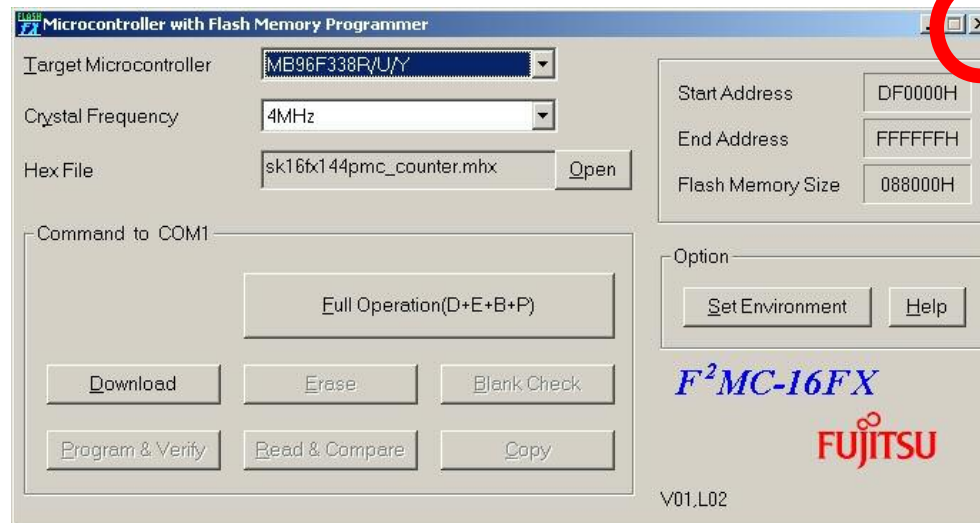 FLASH FX Microcontroller with Flash Memory Programmer
Target Microcontroller MB96F338R/U/Y
Crystal Frequency 4MHz
Hex File sk16fx144pmc_counter.mhx Open
Start Address DF0000H
End Address FFFFFFH
Flash Memory Size 088000H
Command to COM1
Full Operation(D+E+B+P)
Download Erase Blank Check
Program & Verify Read & Compare Copy
Option
Set Environment Help
F²MC-16FX
FUJITSU
V01,L02